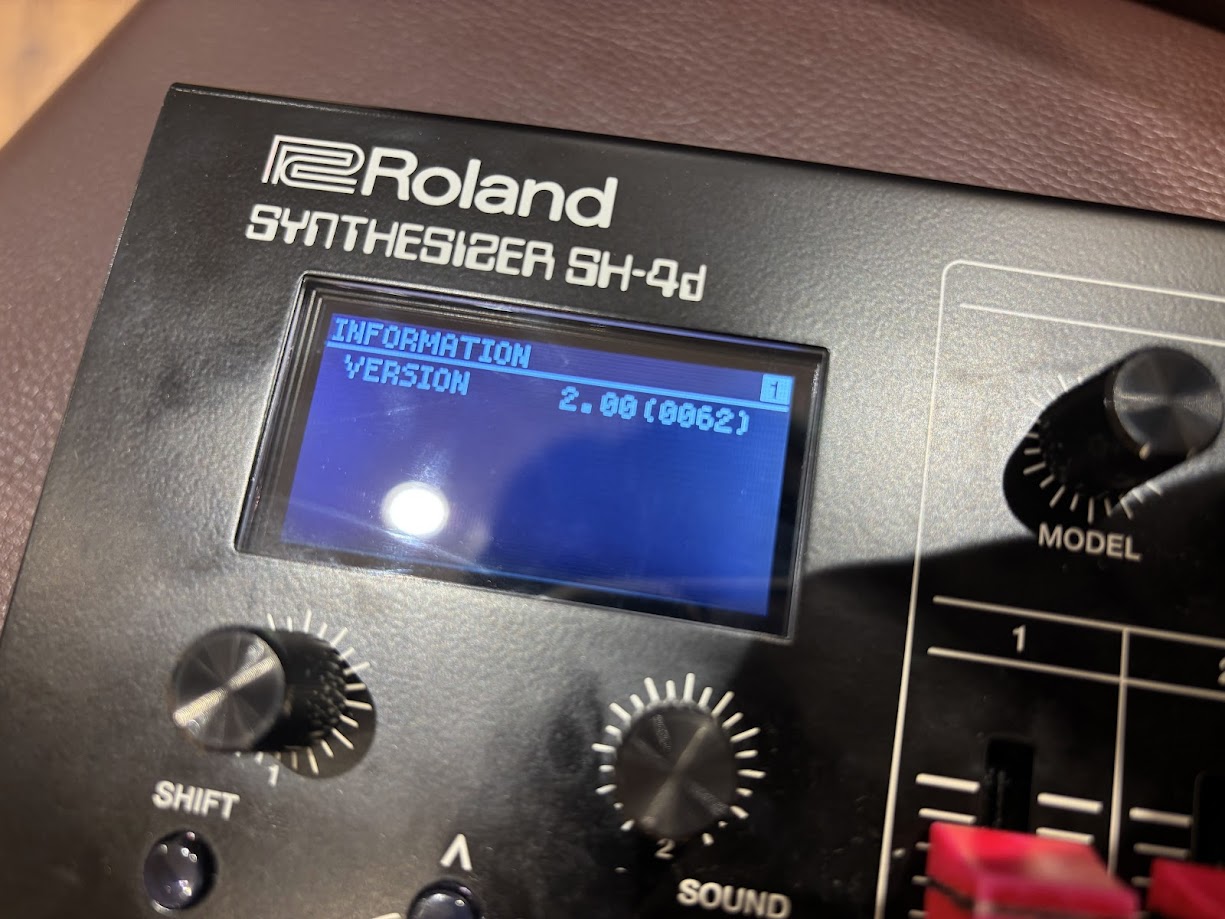 Roland
SYNTHESIZER SH-4d
INFORMATION
1
VERSION
2.00(0062)
MODEL
1
SHIFT
1
2
SOUND